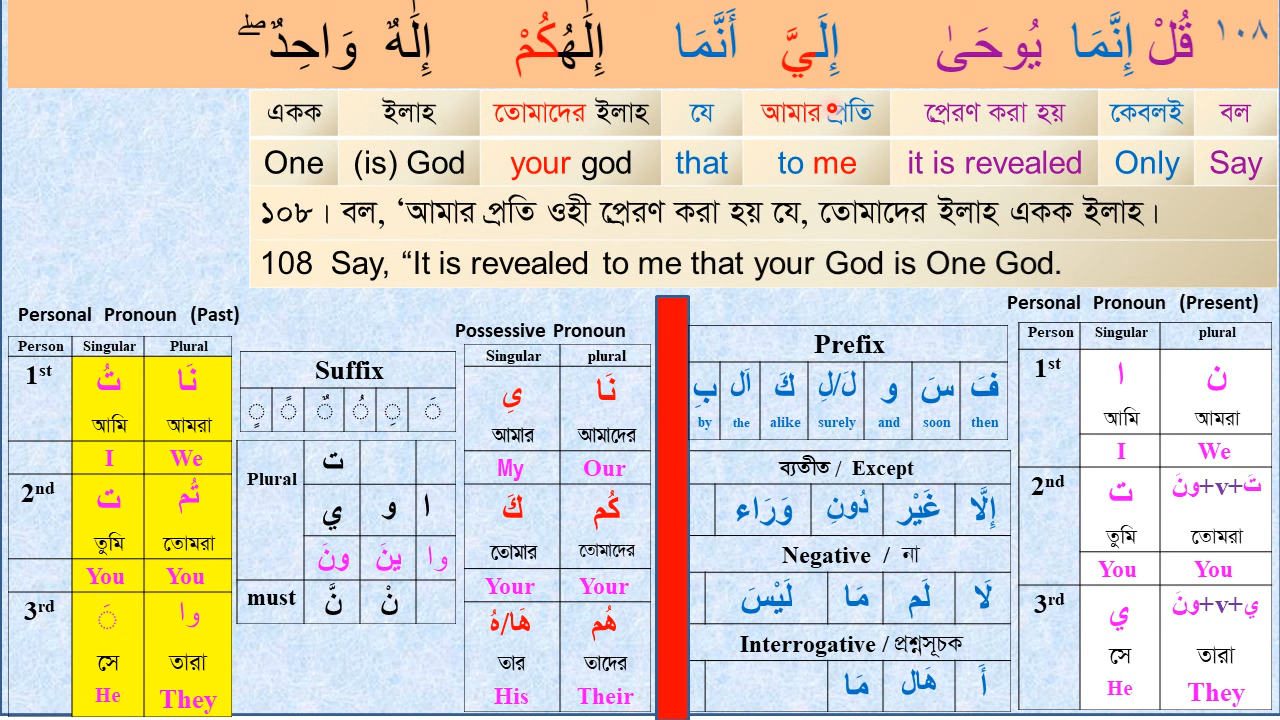 ١٠٨ قُلْ إِنَّمَا يُوحَىٰ إِلَيَّ أَنَّمَا إِلَٰهُكُمْ إِلَٰهٌ وَاحِدٌ ۖ
একক ইলাহ তোমাদের ইলাহ যে আমার প্রতি প্রেরণ করা হয় কেবলই বল
One (is) God your god that to me it is revealed Only Say
১০৮। বল, ‘আমার প্রতি ওহী প্রেরণ করা হয় যে, তোমাদের ইলাহ একক ইলাহ।
108 Say, “It is revealed to me that your God is One God.
Personal Pronoun (Past)
Person Singular Plural
1st تُ نَا
আমি আমরা
I We
2nd ت تُم
তুমি তোমরা
You You
3rd َ وا
সে তারা
He They
Suffix
ٍ ً ٌ ُ ِ َ
Plural ت
ي و ا
ونَ ينَ وا
must نَّ نْ
Possessive Pronoun
Singular plural
يِ نَا
আমার আমাদের
My Our
كَ كُم
তোমার তোমাদের
Your Your
هَا/هُ هُم
তার তাদের
His Their
Prefix
بِ اَل كَ لَ/لِ و سَ فَ
by the alike surely and soon then
ব্যতীত / Except
وَرَاء دُونِ غَيْر إِلَّا
Negative / না
لَيْسَ مَا لَم لَا
Interrogative / প্রশ্নসূচক
مَا هَال أَ
Personal Pronoun (Present)
Person Singular plural
1st ا ن
আমি আমরা
I We
2nd ت تَ+v+ونَ
তুমি তোমরা
You You
3rd ي ي+v+ونَ
সে তারা
He They